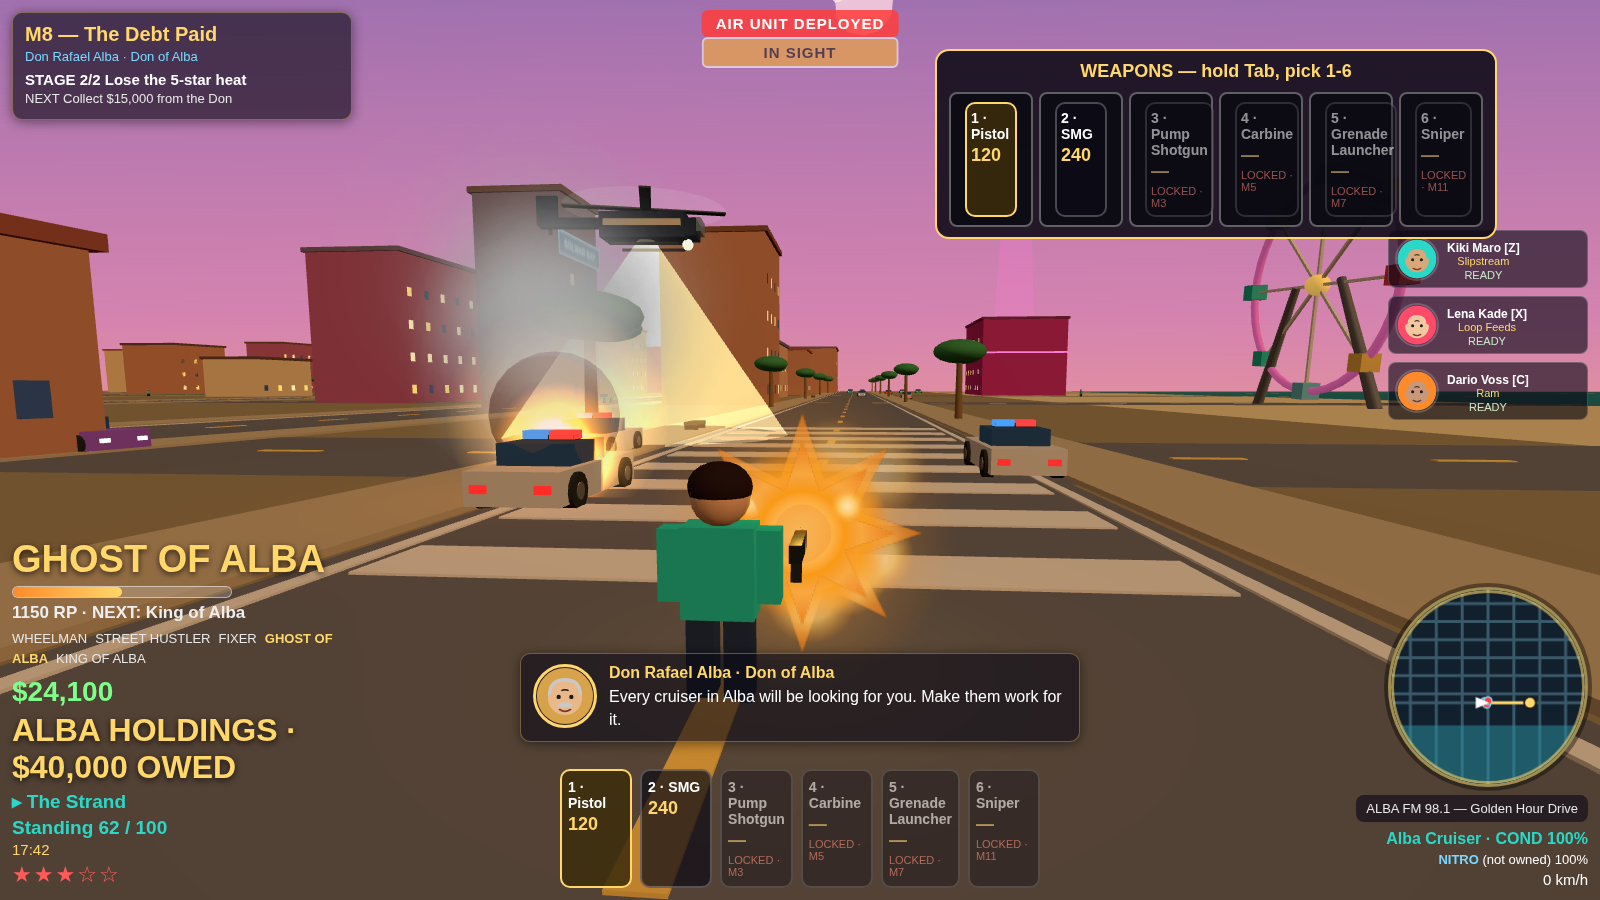 M8 — The Debt Paid
Don Rafael Alba · Don of Alba
STAGE 2/2 Lose the 5-star heat
NEXT Collect $15,000 from the Don
AIR UNIT DEPLOYED
IN SIGHT
WEAPONS — hold Tab, pick 1-6
1 ·
Pistol
120
2 ·
SMG
240
3 ·
Pump
Shotgun
—
LOCKED ·
M3
4 ·
Carbine
—
LOCKED ·
M5
5 ·
Grenade
Launcher
—
LOCKED ·
M7
6 ·
Sniper
—
LOCKED
· M11
Kiki Maro [Z]
Slipstream
READY
Lena Kade [X]
Loop Feeds
READY
Dario Voss [C]
Ram
READY
GHOST OF ALBA
1150 RP · NEXT: King of Alba
WHEELMAN STREET HUSTLER FIXER GHOST OF
ALBA KING OF ALBA
$24,100
ALBA HOLDINGS ·
$40,000 OWED
▸ The Strand
Standing 62 / 100
17:42
★★★☆☆
Don Rafael Alba · Don of Alba
Every cruiser in Alba will be looking for you. Make them work for
it.
1 ·
Pistol
120
2 · SMG
240
3 ·
Pump
Shotgun
—
LOCKED ·
M3
4 ·
Carbine
—
LOCKED ·
M5
5 ·
Grenade
Launcher
—
LOCKED ·
M7
6 ·
Sniper
—
LOCKED ·
M11
ALBA FM 98.1 — Golden Hour Drive
Alba Cruiser · COND 100%
NITRO (not owned) 100%
0 km/h